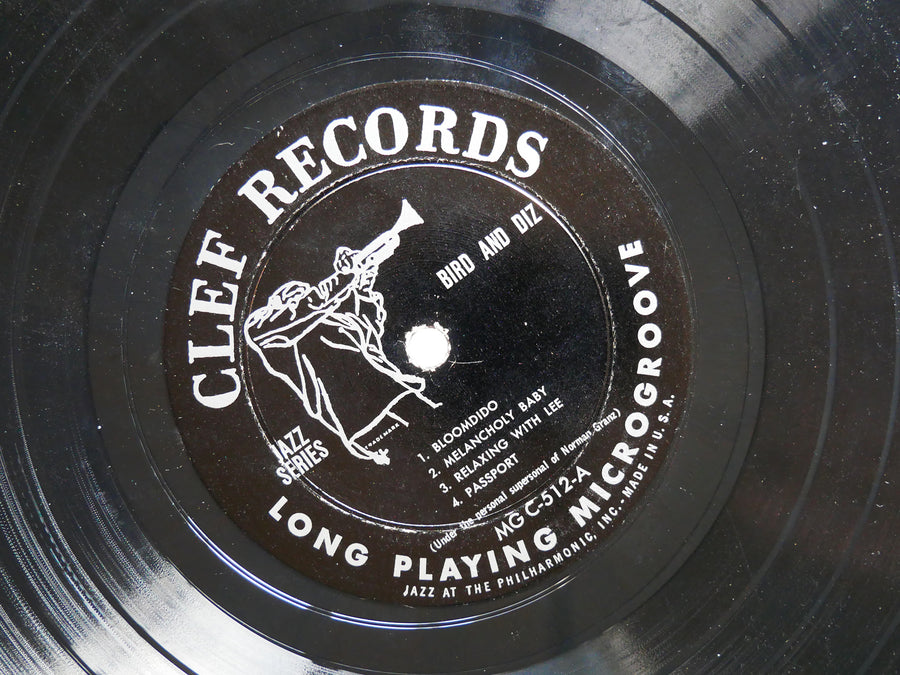 CLEF RECORDS
BIRD AND DIZ
TRADEMARK
JAZZ
SERIES
1. BLOOMDIDO
2. MELANCHOLY BABY
3. RELAXING WITH LEE
4. PASSPORT
(Under the personal supersonal of Norman Granz)
MG C-512-A
LONG PLAYING MICROGROOVE
JAZZ AT THE PHILHARMONIC, INC.- MADE IN U.S.A.